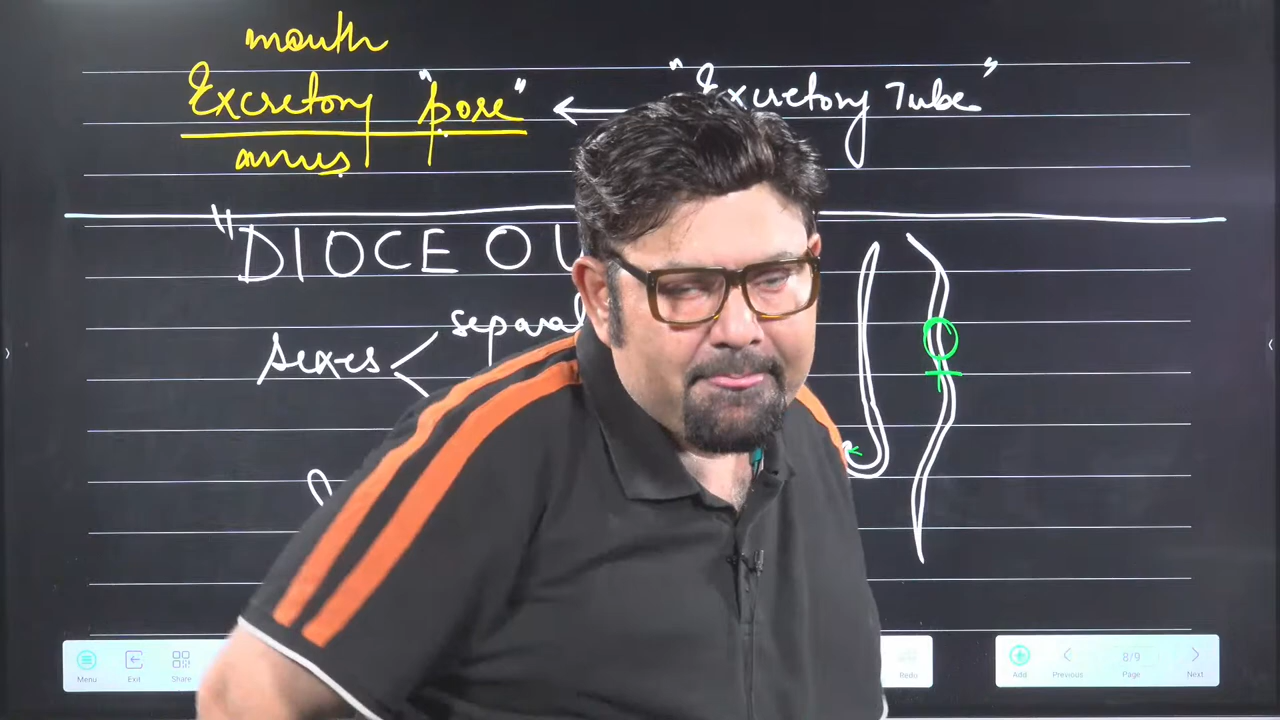 mouth
Excretory "pore" ← "Excretory Tube"
anus
"DIOCEOU
Sexes separa
Menu Exit Share Redo Add Previous 8/9 Page Next